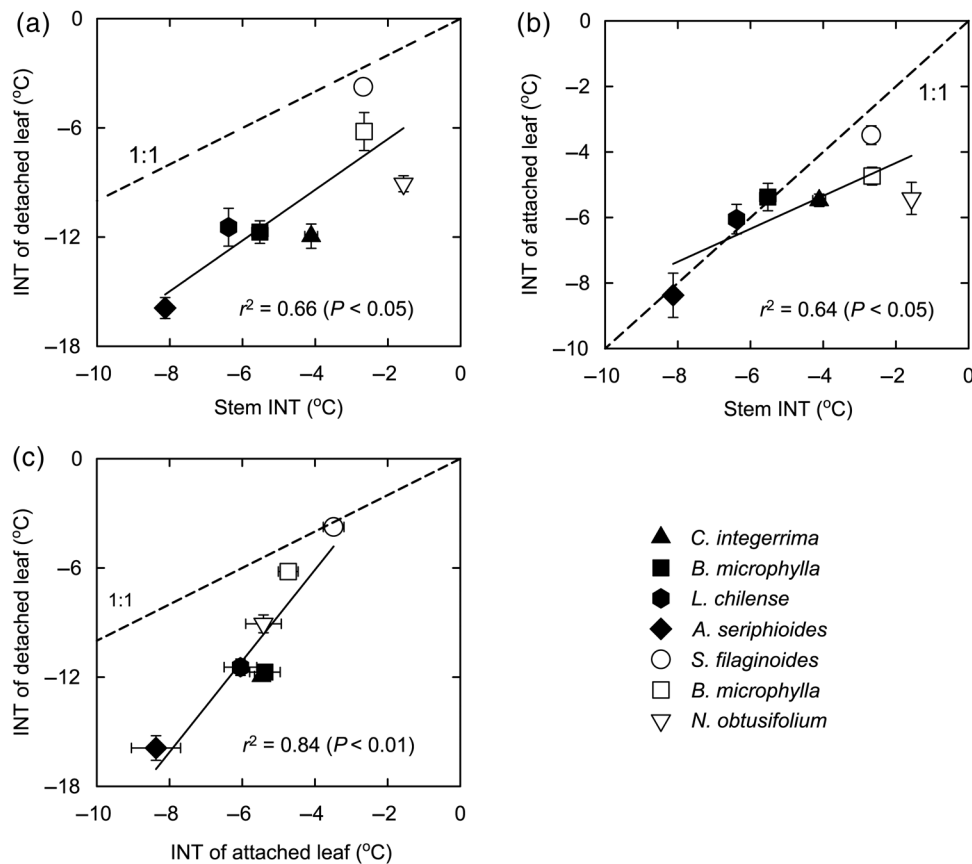 (a)
0
–6
–12
–18
INT of detached leaf (°C)
1:1
r² = 0.66 (P < 0.05)
–10 –8 –6 –4 –2 0
Stem INT (°C)
(b)
0
–2
–4
–6
–8
–10
INT of attached leaf (°C)
1:1
r² = 0.64 (P < 0.05)
–10 –8 –6 –4 –2 0
Stem INT (°C)
(c)
0
–6
–12
–18
INT of detached leaf (°C)
1:1
r² = 0.84 (P < 0.01)
–10 –8 –6 –4 –2 0
INT of attached leaf (°C)
C. integerrima
B. microphylla
L. chilense
A. seriphioides
S. filaginoides
B. microphylla
N. obtusifolium